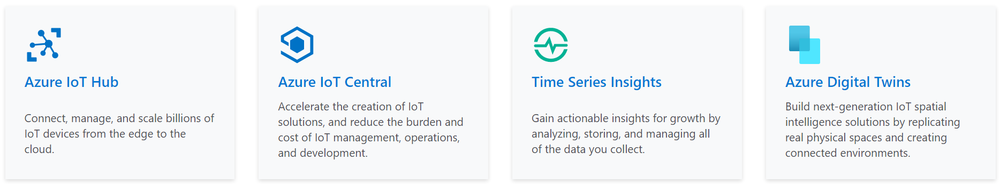 Azure IoT Hub
Connect, manage, and scale billions of
IoT devices from the edge to the
cloud.
Azure IoT Central
Accelerate the creation of IoT
solutions, and reduce the burden and
cost of IoT management, operations,
and development.
Time Series Insights
Gain actionable insights for growth by
analyzing, storing, and managing all
of the data you collect.
Azure Digital Twins
Build next-generation IoT spatial
intelligence solutions by replicating
real physical spaces and creating
connected environments.